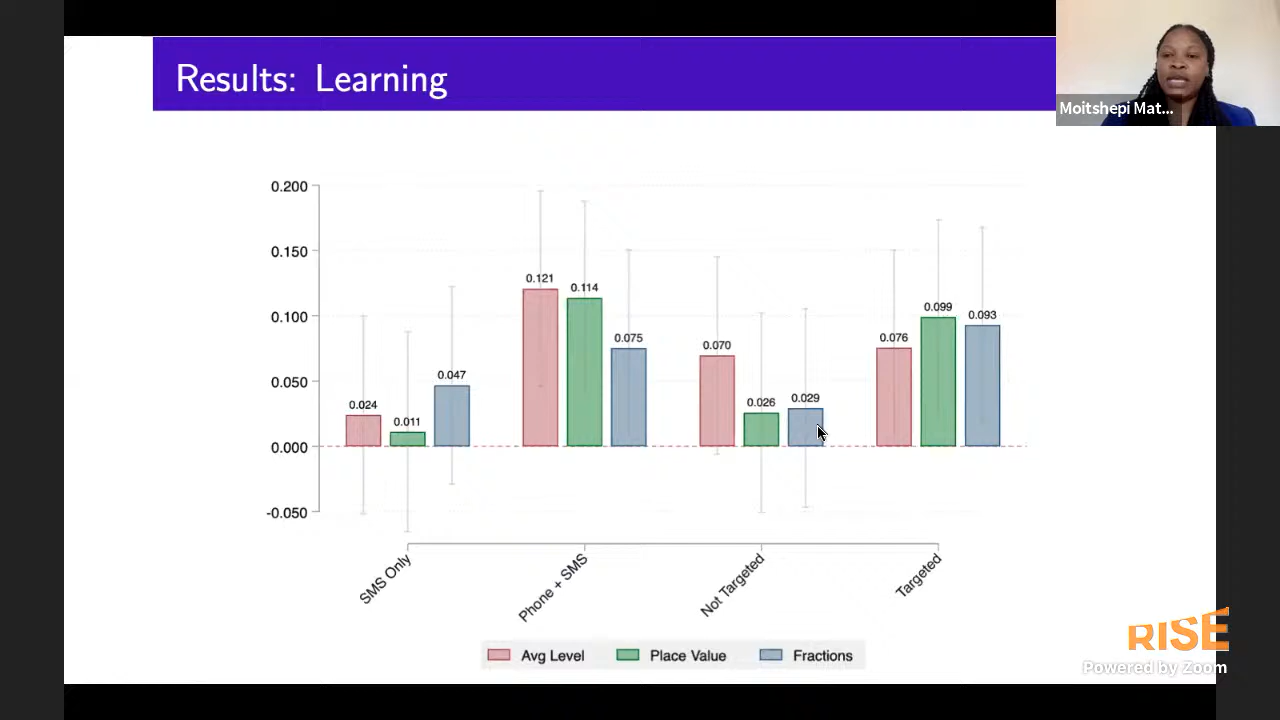 Results: Learning
Moitshepi Mat...
0.200
0.150
0.100
0.050
0.000
-0.050
0.024
0.011
0.047
0.121
0.114
0.075
0.070
0.026
0.029
0.076
0.099
0.093
SMS Only
Phone + SMS
Not Targeted
Targeted
Avg Level
Place Value
Fractions
RISE
Powered by Zoom